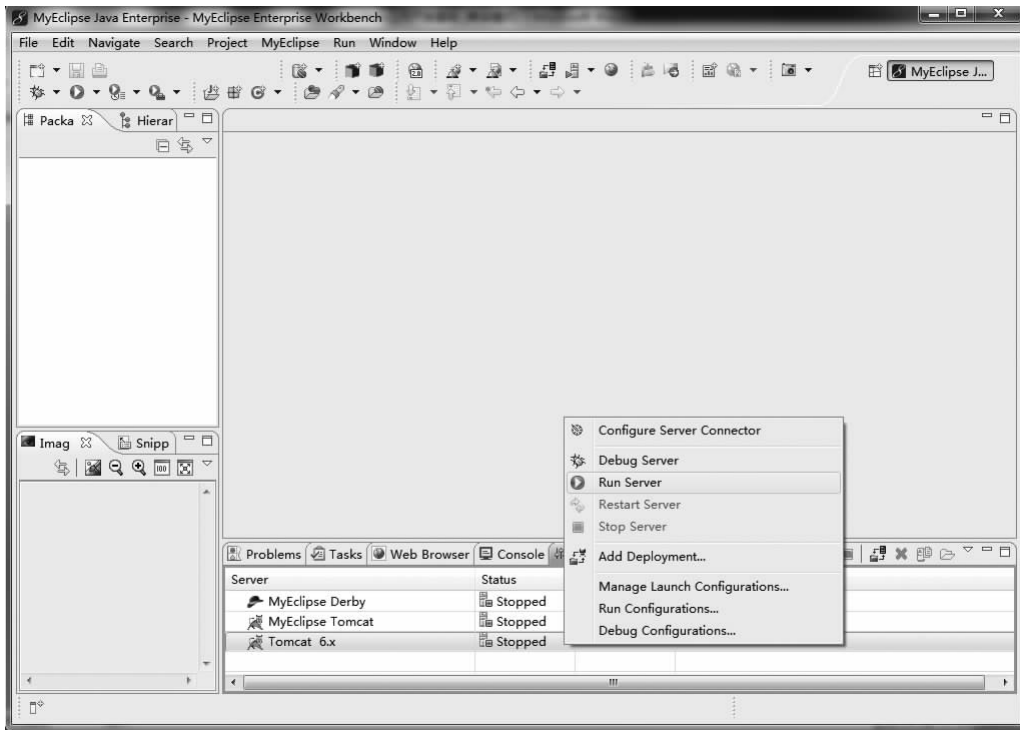 MyEclipse Java Enterprise - MyEclipse Enterprise Workbench
File Edit Navigate Search Project MyEclipse Run Window Help
MyEclipse J...
Packa Hierar
Imag Snipp
100
Configure Server Connector
Debug Server
Run Server
Restart Server
Stop Server
Add Deployment...
Manage Launch Configurations...
Run Configurations...
Debug Configurations...
Problems Tasks Web Browser Console
Server Status
MyEclipse Derby Stopped
MyEclipse Tomcat Stopped
Tomcat 6.x Stopped